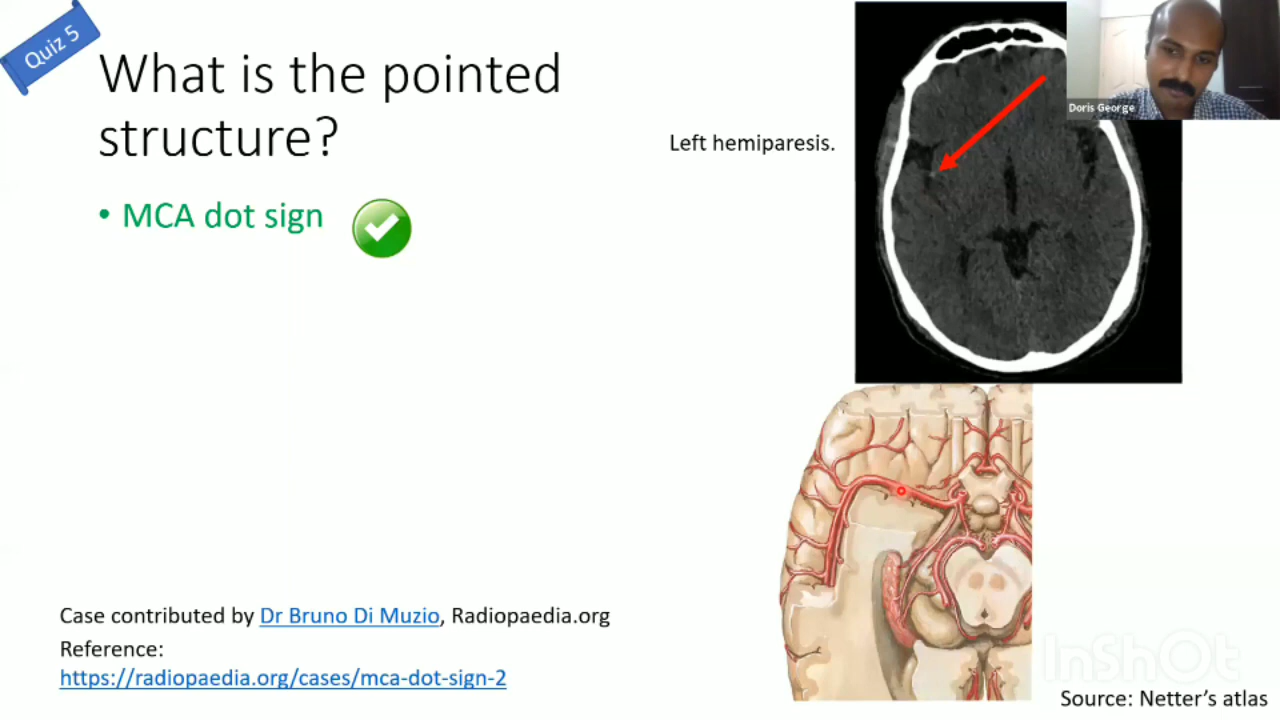 Quiz 5
What is the pointed
structure?
• MCA dot sign
Left hemiparesis.
Doris George
Case contributed by Dr Bruno Di Muzio, Radiopaedia.org
Reference:
https://radiopaedia.org/cases/mca-dot-sign-2
InShOt
Source: Netter's atlas